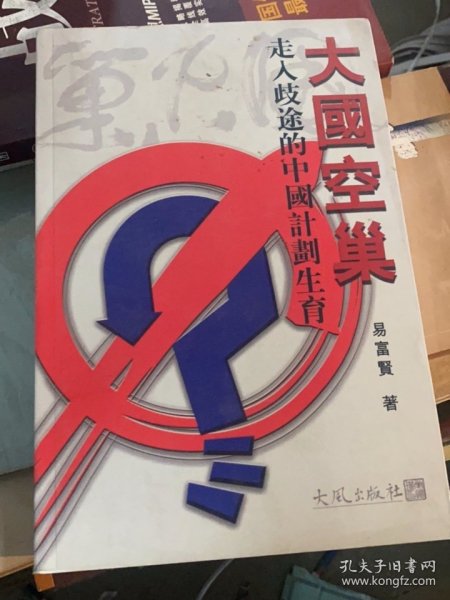 大國空巢
走入歧途的中國計劃生育
易富賢 著
大風出版社
孔夫子旧书网
www.kongfz.com